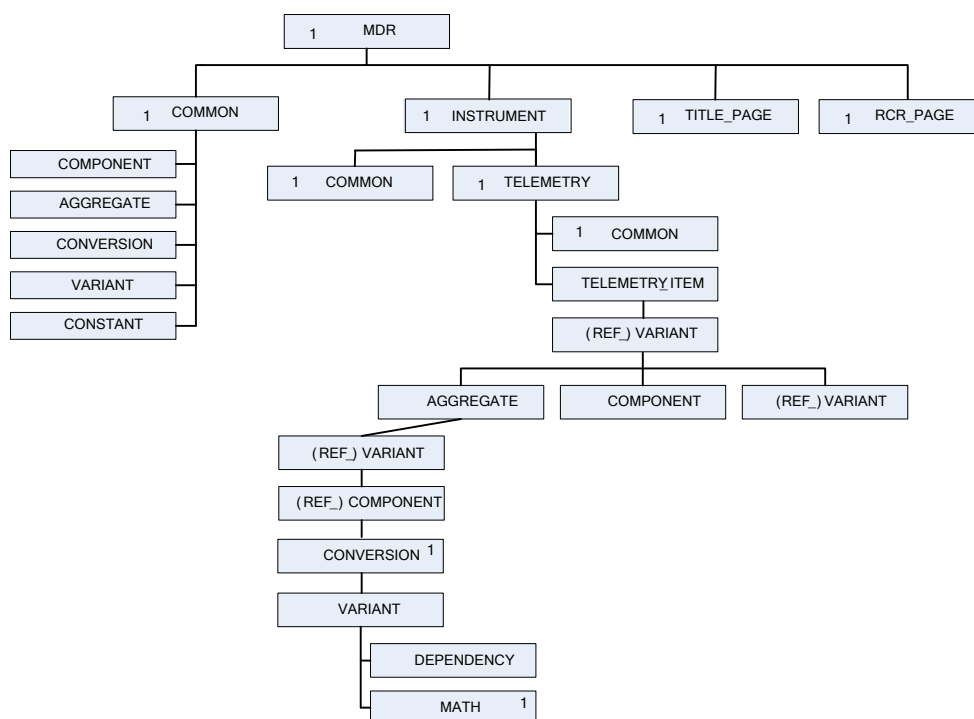 1 MDR
1 COMMON
1 INSTRUMENT
1 TITLE_PAGE
1 RCR_PAGE
COMPONENT
AGGREGATE
CONVERSION
VARIANT
CONSTANT
1 COMMON
1 TELEMETRY
1 COMMON
TELEMETRY_ITEM
(REF_) VARIANT
AGGREGATE
COMPONENT
(REF_) VARIANT
(REF_) VARIANT
(REF_) COMPONENT
CONVERSION 1
VARIANT
DEPENDENCY
MATH 1